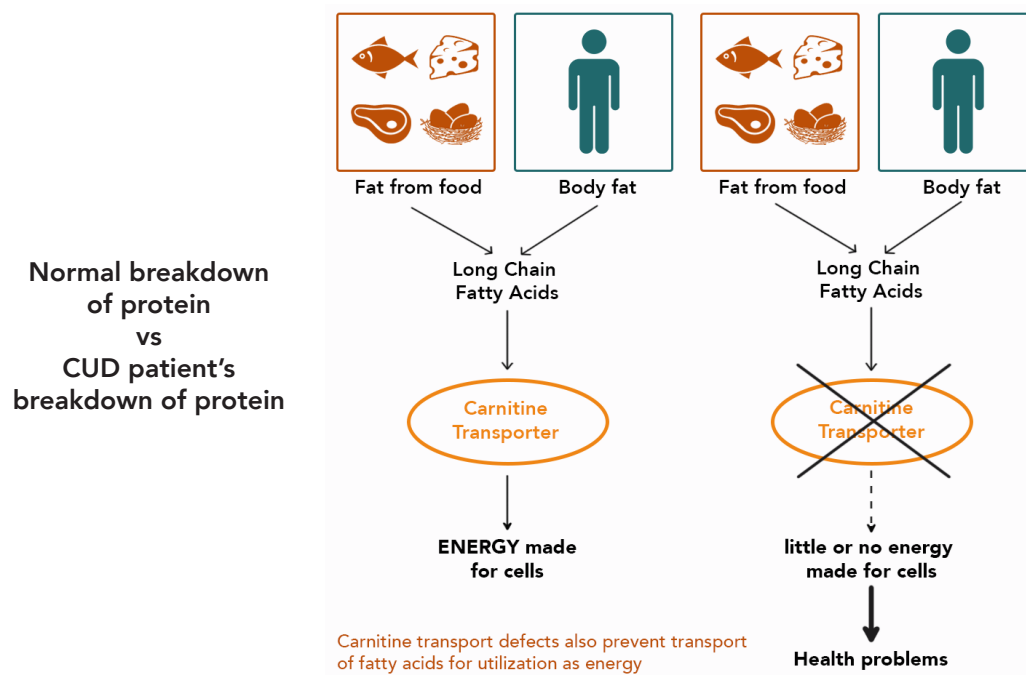 Normal breakdown
of protein
vs
CUD patient's
breakdown of protein
Fat from food
Body fat
Long Chain
Fatty Acids
Carnitine
Transporter
ENERGY made
for cells
Fat from food
Body fat
Long Chain
Fatty Acids
Carnitine
Transporter
little or no energy
made for cells
Health problems
Carnitine transport defects also prevent transport
of fatty acids for utilization as energy